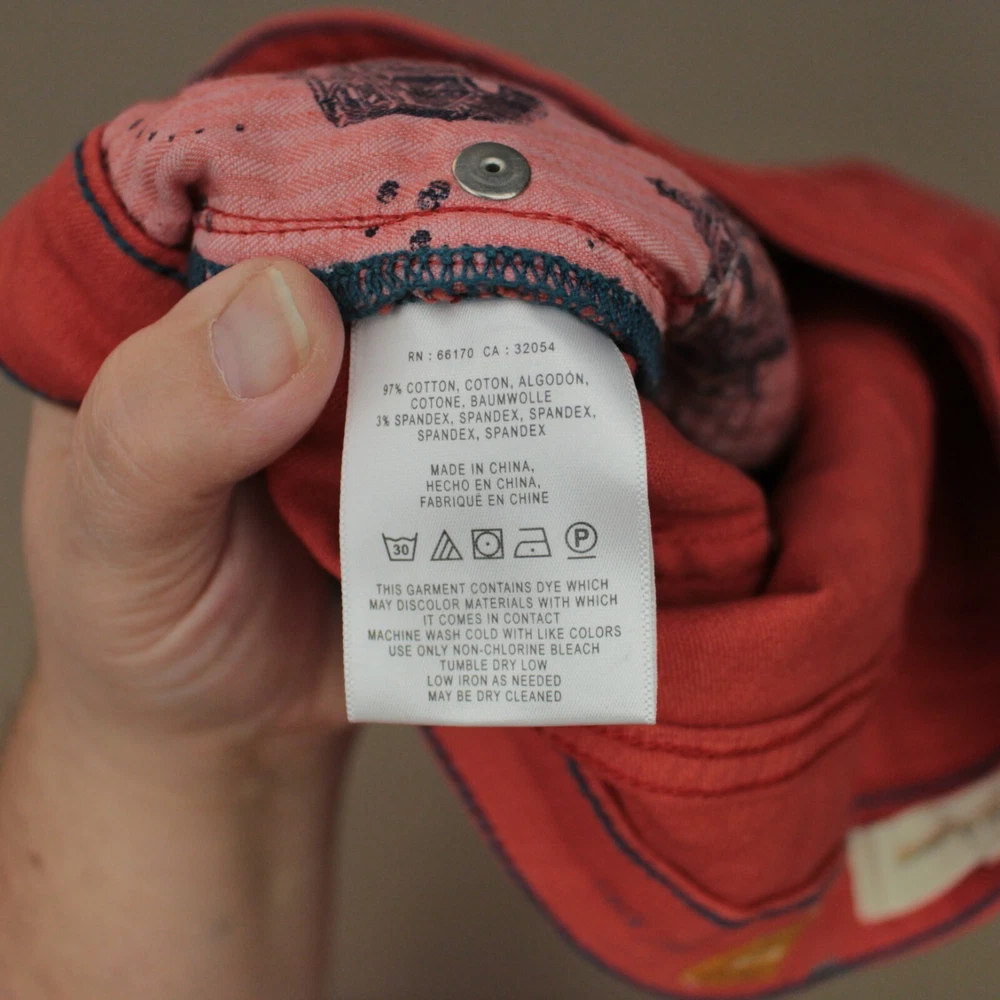 RN : 66170 CA : 32054
97% COTTON, COTON, ALGODÓN,
COTONE, BAUMWOLLE
3% SPANDEX, SPANDEX, SPANDEX,
SPANDEX, SPANDEX
MADE IN CHINA,
HECHO EN CHINA,
FABRIQUÉ EN CHINE
30 P
THIS GARMENT CONTAINS DYE WHICH
MAY DISCOLOR MATERIALS WITH WHICH
IT COMES IN CONTACT
MACHINE WASH COLD WITH LIKE COLORS
USE ONLY NON-CHLORINE BLEACH
TUMBLE DRY LOW
LOW IRON AS NEEDED
MAY BE DRY CLEANED